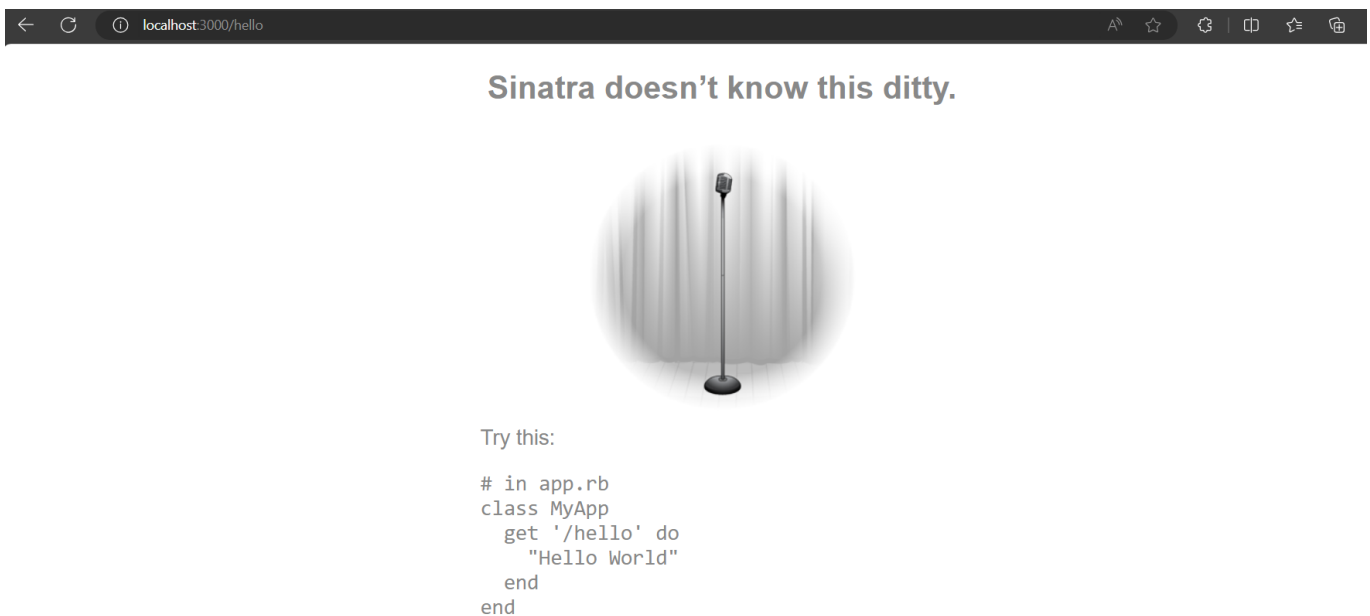 localhost:3000/hello
Sinatra doesn’t know this ditty.
Try this:
# in app.rb
class MyApp
  get '/hello' do
    "Hello World"
  end
end